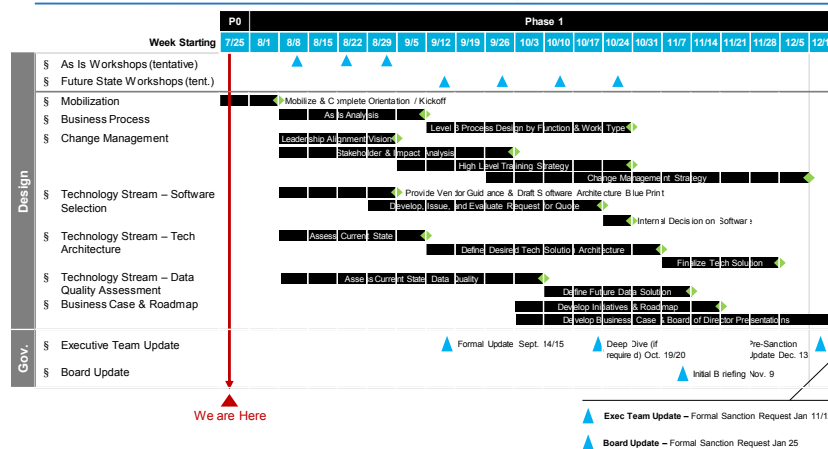 P0 Phase 1
Week Starting 7/25 8/1 8/8 8/15 8/22 8/29 9/5 9/12 9/19 9/26 10/3 10/10 10/17 10/24 10/31 11/7 11/14 11/21 11/28 12/5 12/1
Design
§ As Is Workshops (tentative)
§ Future State Workshops (tent.)
§ Mobilization
Mobilize & Complete Orientation / Kickoff
§ Business Process
As Is Analysis
Level 3 Process Design by Function & Work Type
§ Change Management
Leadership Alignment Vision
Stakeholder & Impact Analysis
High Level Training Strategy
Change Management Strategy
§ Technology Stream – Software
Selection
Provide Vendor Guidance & Draft Software Architecture Blue Print
Develop, Issue, and Evaluate Request for Quote
Internal Decision on Software
§ Technology Stream – Tech
Architecture
Assess Current State
Define Desired Tech Solution Architecture
Finalize Tech Solution
§ Technology Stream – Data
Quality Assessment
Assess Current State Data Quality
Define Future Data Solution
§ Business Case & Roadmap
Develop Initiatives & Roadmap
Develop Business Case & Board of Director Presentations
Gov.
§ Executive Team Update
Formal Update Sept. 14/15
Deep Dive (if
required) Oct. 19/20
Pre-Sanction
Update Dec. 13
§ Board Update
Initial Briefing Nov. 9
We are Here
Exec Team Update – Formal Sanction Request Jan 11/1
Board Update – Formal Sanction Request Jan 25